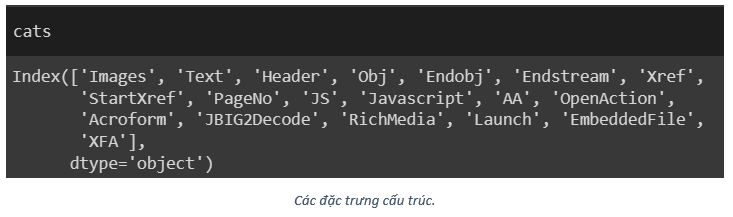 cats
Index(['Images', 'Text', 'Header', 'Obj', 'Endobj', 'Endstream', 'Xref',
'StartXref', 'PageNo', 'JS', 'Javascript', 'AA', 'OpenAction',
'Acroform', 'JBIG2Decode', 'RichMedia', 'Launch', 'EmbeddedFile',
'XFA'],
dtype='object')
Các đặc trưng cấu trúc.